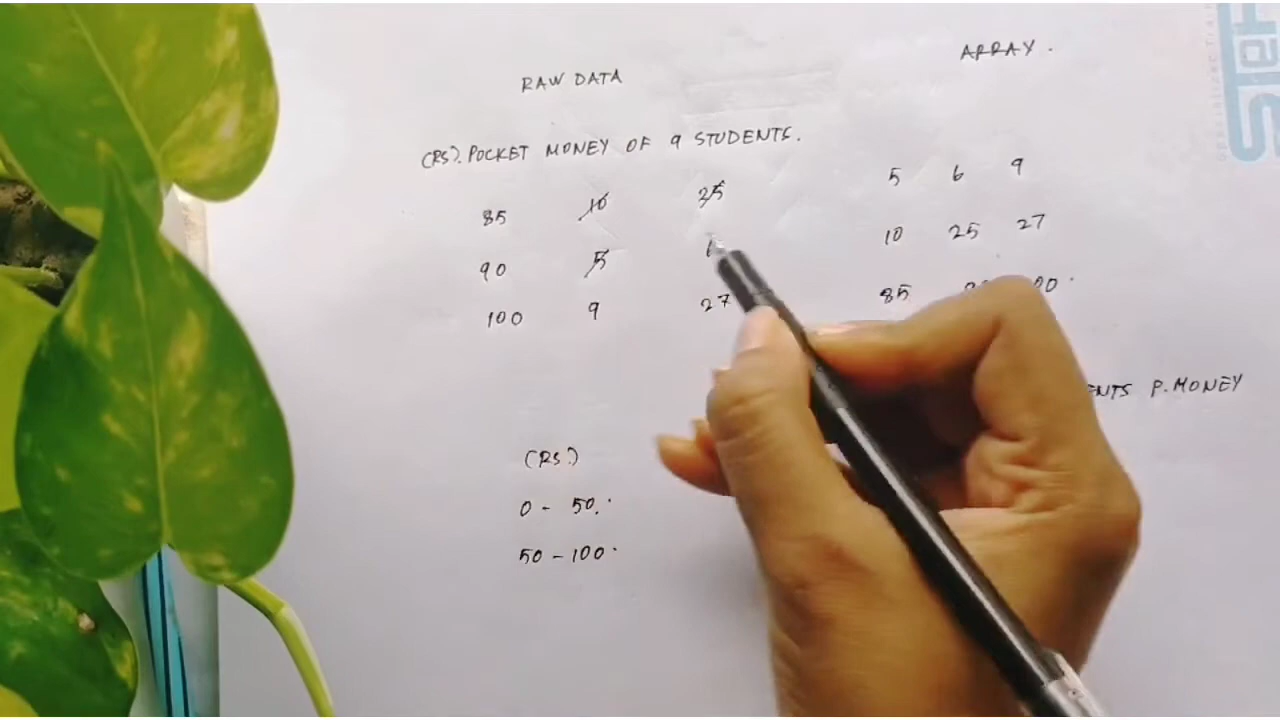 ARRAY.
RAW DATA
(RS). POCKET MONEY OF 9 STUDENTS.
85 10 25
90 5
100 9 27
5 6 9
10 25 27
85
P. MONEY
(RS.)
0 - 50.
50 - 100.